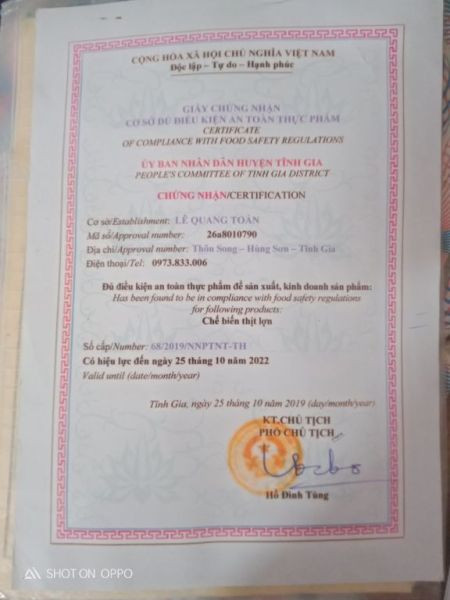 CỘNG HÒA XÃ HỘI CHỦ NGHĨA VIỆT NAM
Độc lập – Tự do – Hạnh phúc
GIẤY CHỨNG NHẬN
CƠ SỞ ĐỦ ĐIỀU KIỆN AN TOÀN THỰC PHẨM
CERTIFICATE
OF COMPLIANCE WITH FOOD SAFETY REGULATIONS
ỦY BAN NHÂN DÂN HUYỆN TĨNH GIA
PEOPLE'S COMMITTEE OF TINH GIA DISTRICT
CHỨNG NHẬN/CERTIFICATION
Cơ sở/Establishment: LÊ QUANG TOÀN
Mã số/Approval number: 26a8010790
Địa chỉ/Approval number: Thôn Song – Hùng Sơn – Tĩnh Gia
Điện thoại/Tel: 0973.833.006
Đủ điều kiện an toàn thực phẩm để sản xuất, kinh doanh sản phẩm:
Has been found to be in compliance with food safety regulations
for following products:
Chế biến thịt lợn
Số cấp/Number: 68/2019/NNPTNT-TH
Có hiệu lực đến ngày 25 tháng 10 năm 2022
Valid until (date/month/year)
Tĩnh Gia, ngày 25 tháng 10 năm 2019 (day/month/year)
KT.CHỦ TỊCH
PHÓ CHỦ TỊCH
Hồ Đình Tùng
SHOT ON OPPO